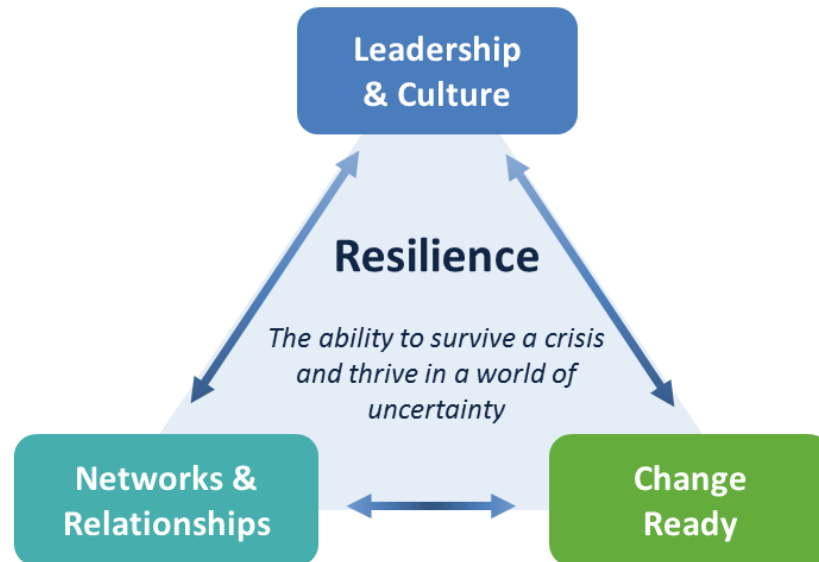 Leadership
& Culture
Resilience
The ability to survive a crisis
and thrive in a world of
uncertainty
Networks &
Relationships
Change
Ready